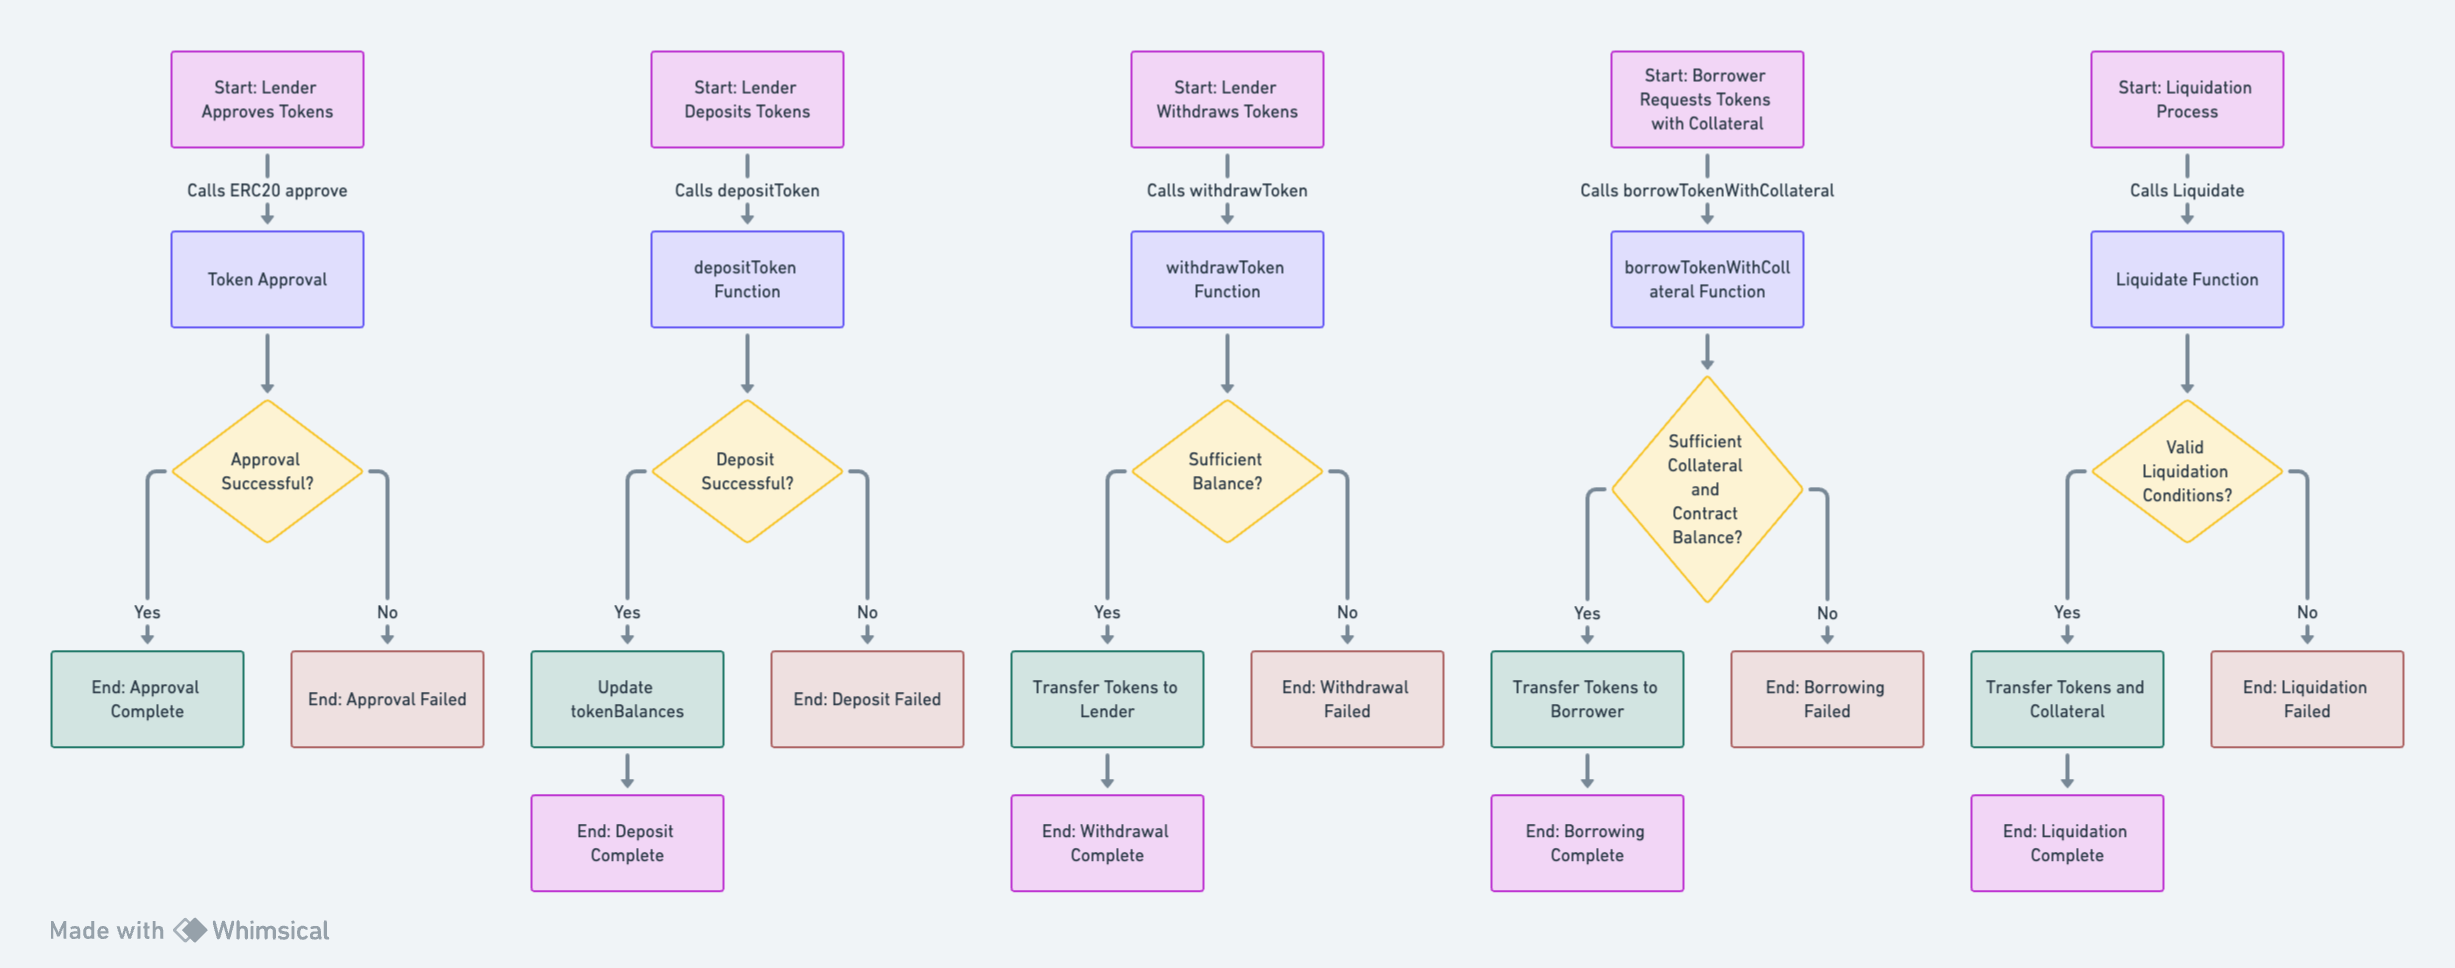 Start: Lender
Approves Tokens
Calls ERC20 approve
Token Approval
Approval
Successful?
Yes
No
End: Approval
Complete
End: Approval Failed
Start: Lender
Deposits Tokens
Calls depositToken
depositToken
Function
Deposit
Successful?
Yes
No
Update
tokenBalances
End: Deposit Failed
End: Deposit
Complete
Start: Lender
Withdraws Tokens
Calls withdrawToken
withdrawToken
Function
Sufficient
Balance?
Yes
No
Transfer Tokens to
Lender
End: Withdrawal
Failed
End: Withdrawal
Complete
Start: Borrower
Requests Tokens
with Collateral
Calls borrowTokenWithCollateral
borrowTokenWithColl
ateral Function
Sufficient
Collateral
and
Contract
Balance?
Yes
No
Transfer Tokens to
Borrower
End: Borrowing
Failed
End: Borrowing
Complete
Start: Liquidation
Process
Calls Liquidate
Liquidate Function
Valid
Liquidation
Conditions?
Yes
No
Transfer Tokens and
Collateral
End: Liquidation
Failed
End: Liquidation
Complete
Made with Whimsical